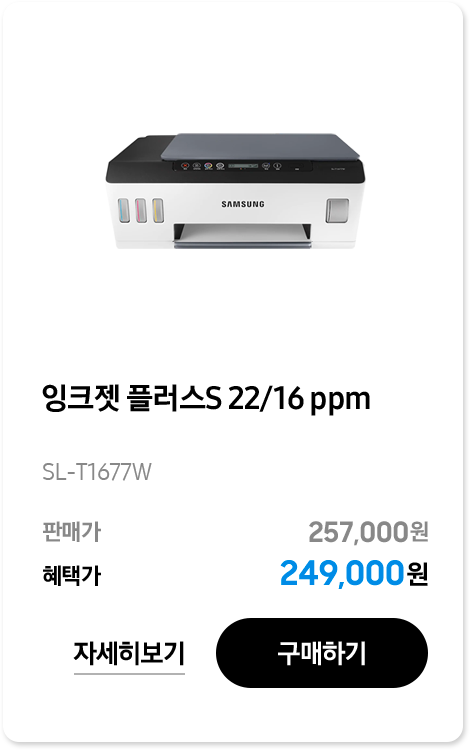 SAMSUNG
잉크젯 플러스S 22/16 ppm
SL-T1677W
판매가 257,000원
혜택가 249,000원
자세히보기 구매하기